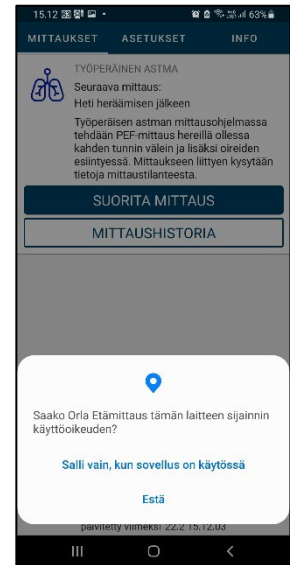 15.12
63%
MITTAUKSET ASETUKSET INFO
TYÖPERÄINEN ASTMA
Seuraava mittaus:
Heti heräämisen jälkeen
Työperäisen astman mittausohjelmassa
tehdään PEF-mittaus hereillä ollessa
kahden tunnin välein ja lisäksi oireiden
esiintyessä. Mittaukseen liittyen kysytään
tietoja mittaustilanteesta.
SUORITA MITTAUS
MITTAUSHISTORIA
Saako Orla Etämittaus tämän laitteen sijainnin
käyttöoikeuden?
Salli vain, kun sovellus on käytössä
Estä
päivitetty viimeksi 22.2 15.12.03